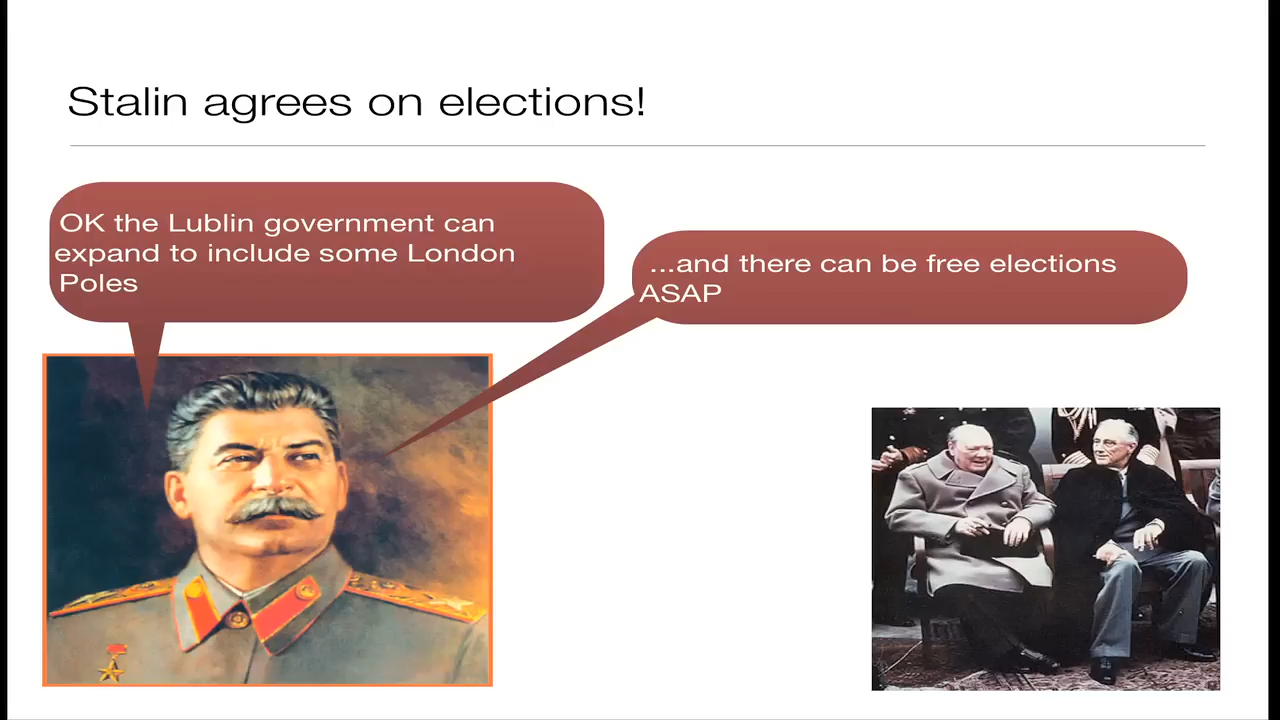 Stalin agrees on elections!
OK the Lublin government can
expand to include some London
Poles
...and there can be free elections
ASAP